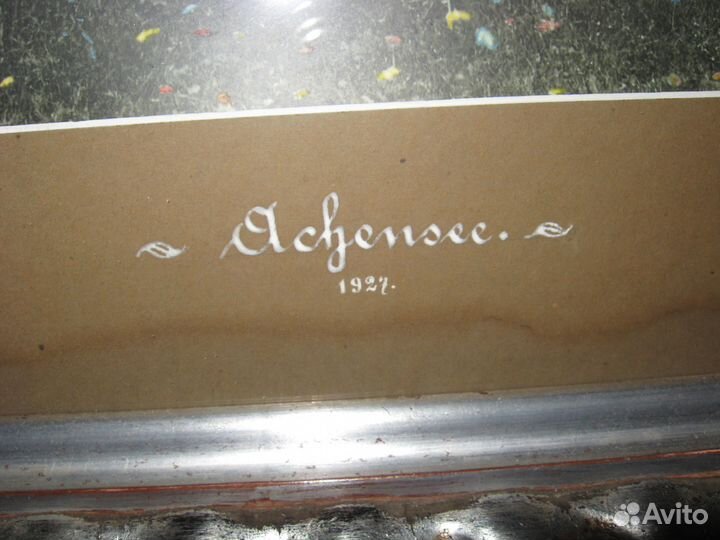 ~ Achensee. ~
1927.
Avito